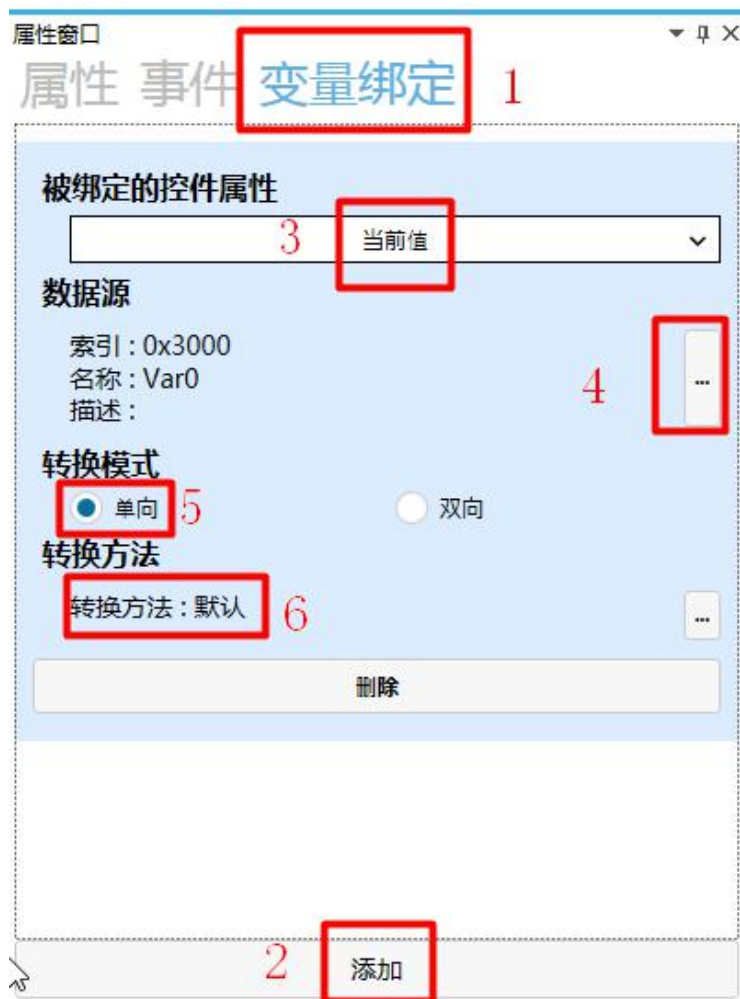 属性窗口
属性 事件 变量绑定 1
被绑定的控件属性
3 当前值
数据源
索引 : 0x3000
名称 : Var0
描述 :
4 ...
转换模式
单向 5 双向
转换方法
转换方法 : 默认 6 ...
删除
2 添加